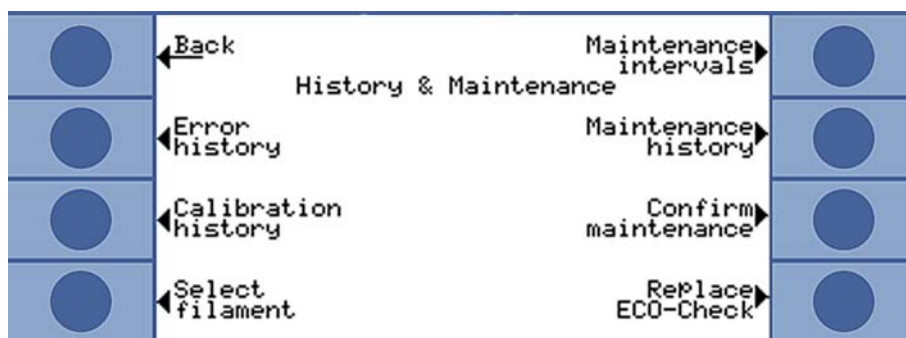 Back
Maintenance
intervals
History & Maintenance
Error
history
Maintenance
history
Calibration
history
Confirm
maintenance
Select
filament
Replace
ECO-Check